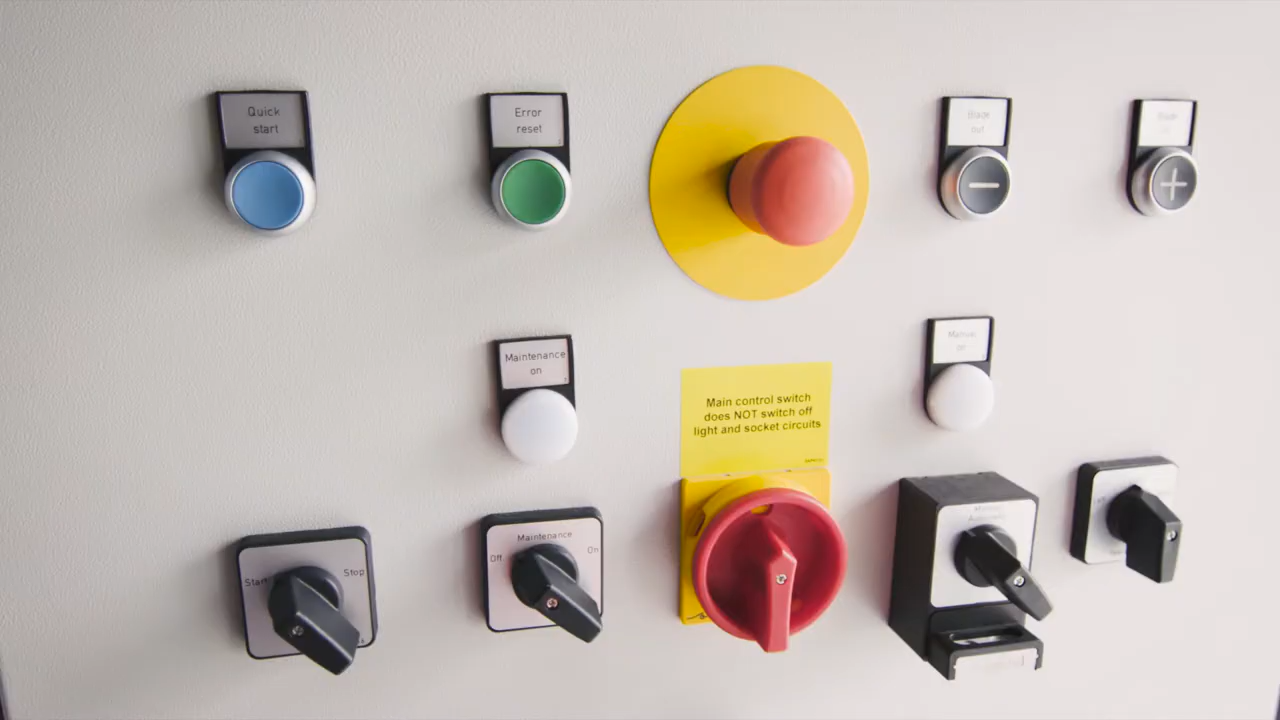 Quick
start
Error
reset
Blade
out
Blade
Maintenance
on
Manual
on
Main control switch
does NOT switch off
light and socket circuits
Start
Stop
Maintenance
Off
On